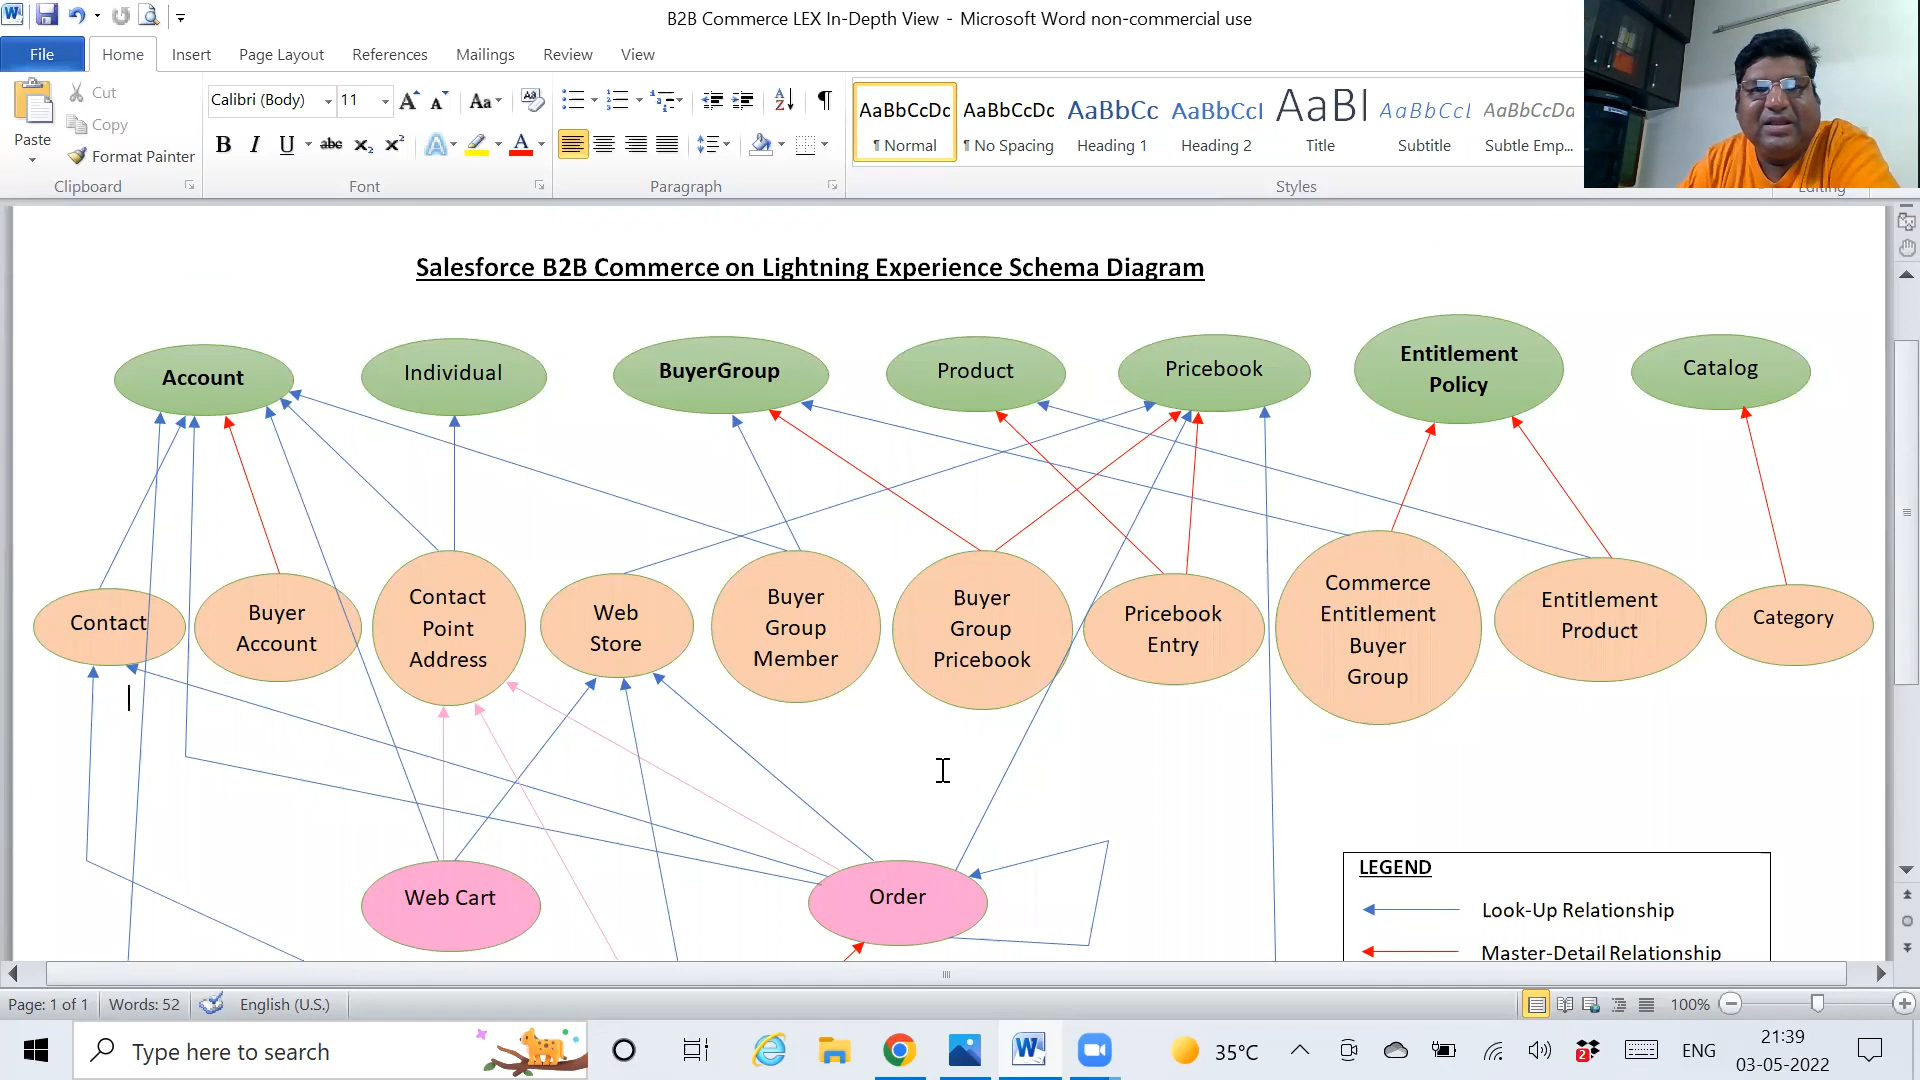 B2B Commerce LEX In-Depth View - Microsoft Word non-commercial use
File Home Insert Page Layout References Mailings Review View
Paste Cut
Copy
Format Painter
Calibri (Body) 11
AaBbCcDc AaBbCcDc AaBbCc AaBbCcI AaBI AaBbCcL AaBbCcDa
¶ Normal ¶ No Spacing Heading 1 Heading 2 Title Subtitle Subtle Emp...
Clipboard Font Paragraph Styles Editing
Salesforce B2B Commerce on Lightning Experience Schema Diagram
Account
Individual
BuyerGroup
Product
Pricebook
Entitlement
Policy
Catalog
Contact
Buyer
Account
Contact
Point
Address
Web
Store
Buyer
Group
Member
Buyer
Group
Pricebook
Pricebook
Entry
Commerce
Entitlement
Buyer
Group
Entitlement
Product
Category
Web Cart
Order
LEGEND
Look-Up Relationship
Master-Detail Relationship
Page: 1 of 1 Words: 52 English (U.S.) 100%
Type here to search
35°C
2
ENG
21:39
03-05-2022